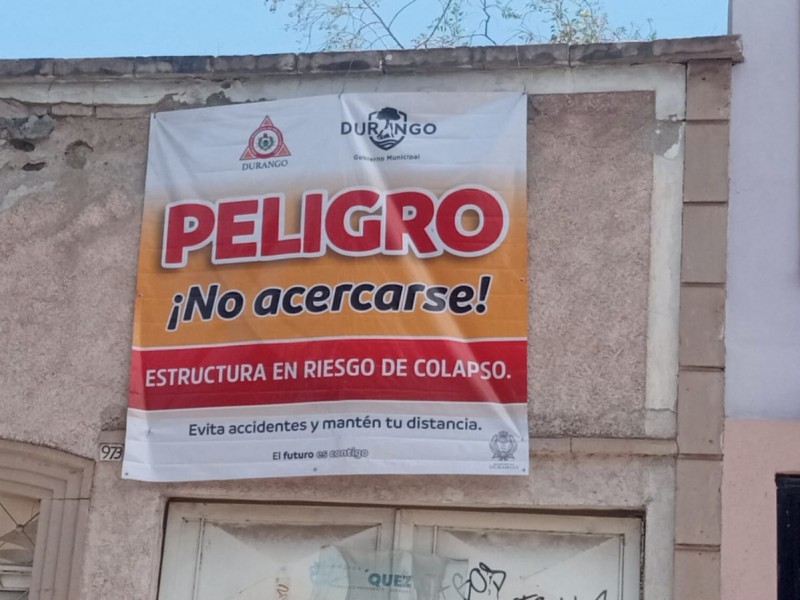 DURANGO
DURANGO
Gobierno Municipal
PELIGRO
¡No acercarse!
ESTRUCTURA EN RIESGO DE COLAPSO.
Evita accidentes y mantén tu distancia.
El futuro es contigo
973
QUEZ